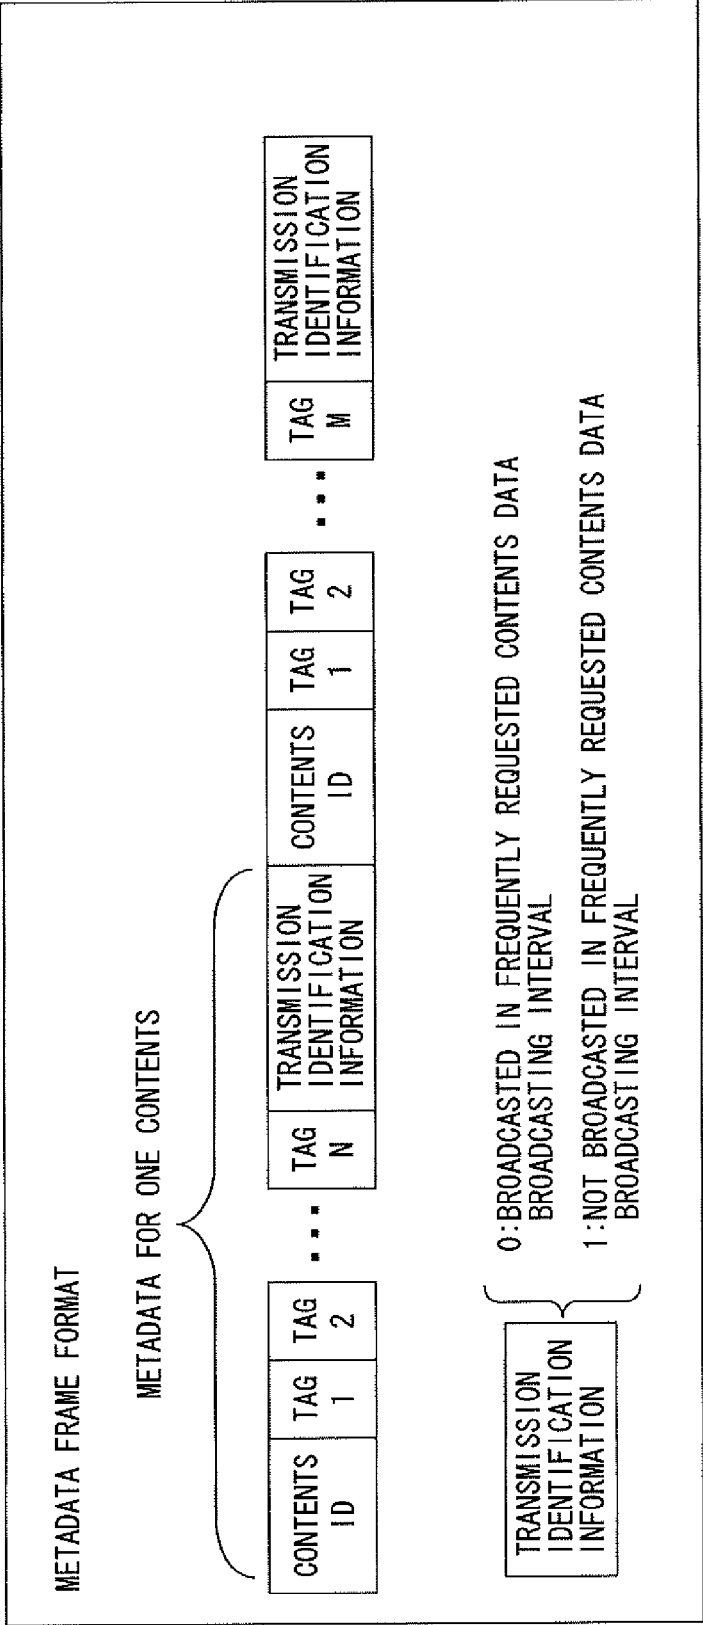 METADATA FRAME FORMAT
METADATA FOR ONE CONTENTS
CONTENTS
ID
TAG
1
TAG
2
...
TAG
N
TRANSMISSION
IDENTIFICATION
INFORMATION
CONTENTS
ID
TAG
1
TAG
2
...
TAG
M
TRANSMISSION
IDENTIFICATION
INFORMATION
TRANSMISSION
IDENTIFICATION
INFORMATION
0:BROADCASTED IN FREQUENTLY REQUESTED CONTENTS DATA
BROADCASTING INTERVAL
1:NOT BROADCASTED IN FREQUENTLY REQUESTED CONTENTS DATA
BROADCASTING INTERVAL